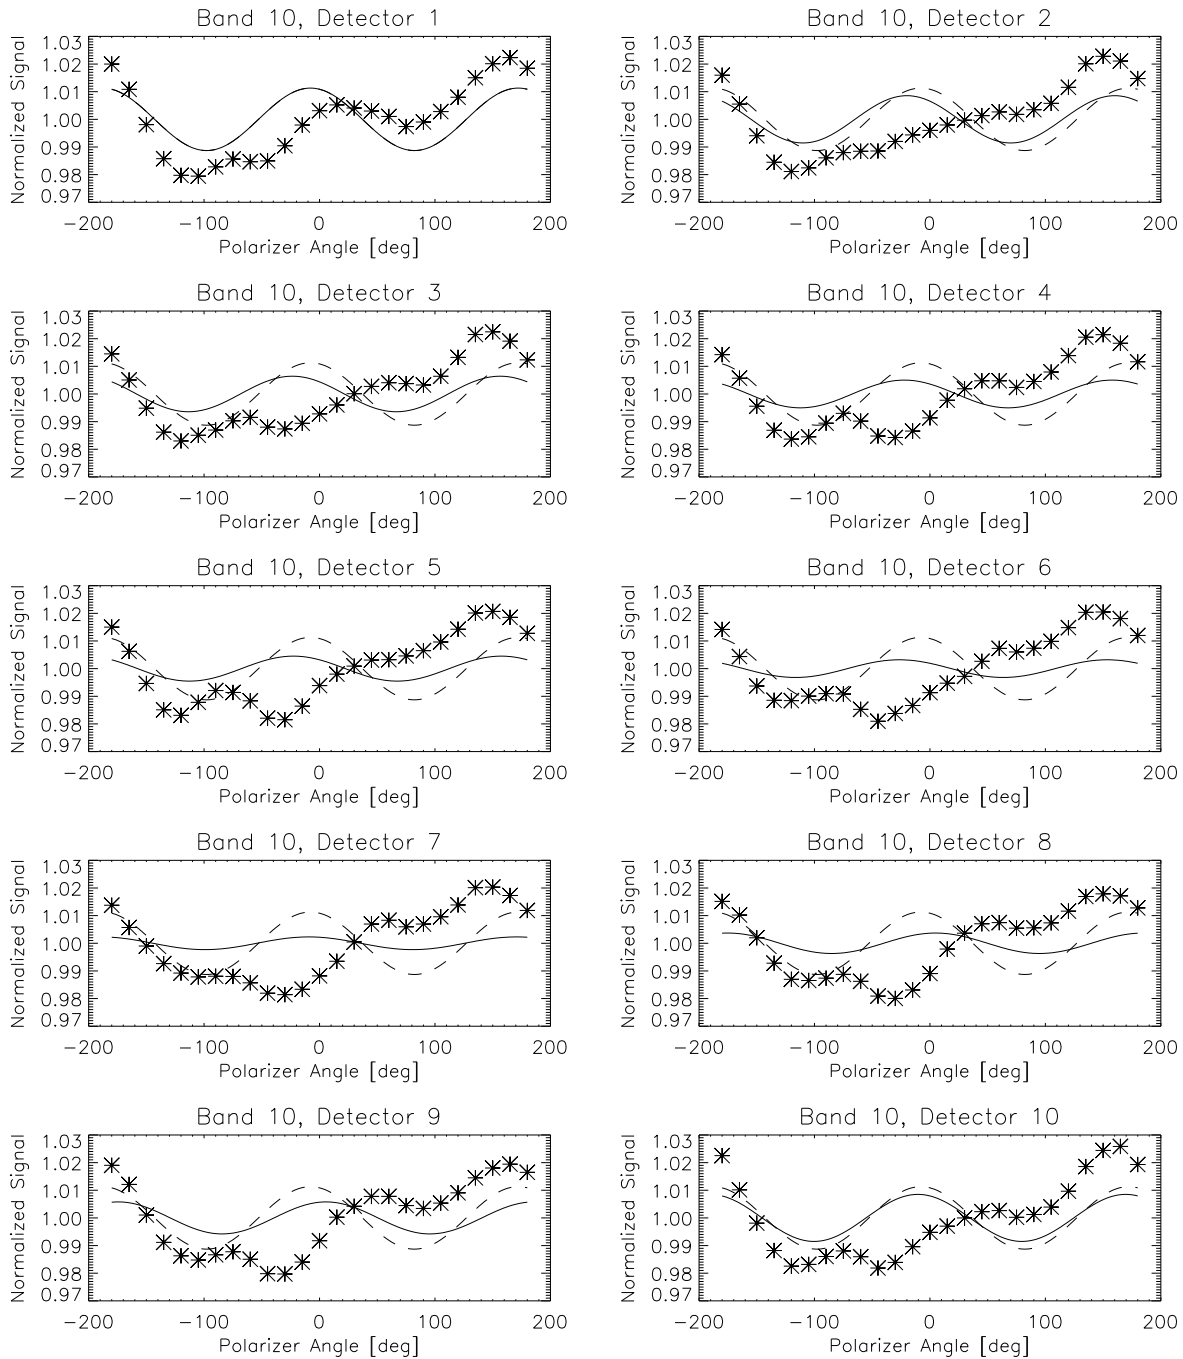 Band 10, Detector 1
Normalized Signal
1.03
1.02
1.01
1.00
0.99
0.98
0.97
-200 -100 0 100 200
Polarizer Angle [deg]
Band 10, Detector 2
Normalized Signal
1.03
1.02
1.01
1.00
0.99
0.98
0.97
-200 -100 0 100 200
Polarizer Angle [deg]
Band 10, Detector 3
Normalized Signal
1.03
1.02
1.01
1.00
0.99
0.98
0.97
-200 -100 0 100 200
Polarizer Angle [deg]
Band 10, Detector 4
Normalized Signal
1.03
1.02
1.01
1.00
0.99
0.98
0.97
-200 -100 0 100 200
Polarizer Angle [deg]
Band 10, Detector 5
Normalized Signal
1.03
1.02
1.01
1.00
0.99
0.98
0.97
-200 -100 0 100 200
Polarizer Angle [deg]
Band 10, Detector 6
Normalized Signal
1.03
1.02
1.01
1.00
0.99
0.98
0.97
-200 -100 0 100 200
Polarizer Angle [deg]
Band 10, Detector 7
Normalized Signal
1.03
1.02
1.01
1.00
0.99
0.98
0.97
-200 -100 0 100 200
Polarizer Angle [deg]
Band 10, Detector 8
Normalized Signal
1.03
1.02
1.01
1.00
0.99
0.98
0.97
-200 -100 0 100 200
Polarizer Angle [deg]
Band 10, Detector 9
Normalized Signal
1.03
1.02
1.01
1.00
0.99
0.98
0.97
-200 -100 0 100 200
Polarizer Angle [deg]
Band 10, Detector 10
Normalized Signal
1.03
1.02
1.01
1.00
0.99
0.98
0.97
-200 -100 0 100 200
Polarizer Angle [deg]